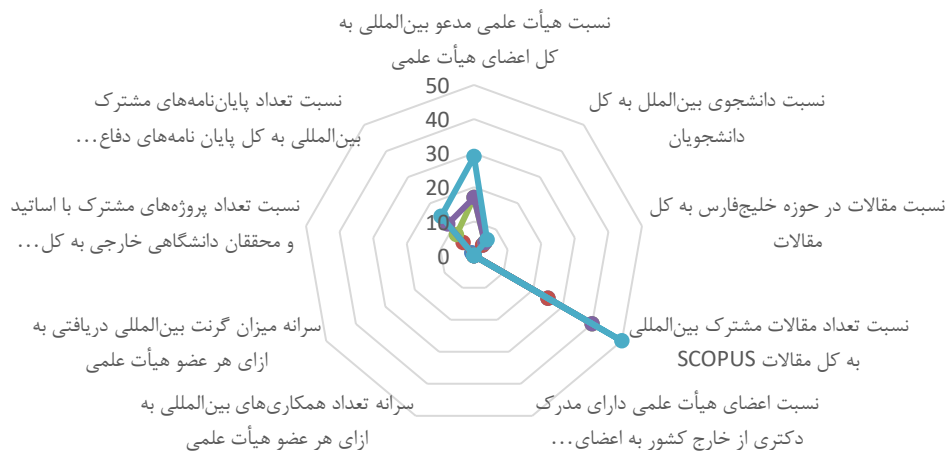 نسبت هیأت علمی مدعو بین‌المللی به
کل اعضای هیأت علمی
نسبت دانشجوی بین‌الملل به کل
دانشجویان
نسبت مقالات در حوزه خلیج‌فارس به کل
مقالات
نسبت تعداد مقالات مشترک بین‌المللی
به کل مقالات SCOPUS
نسبت اعضای هیأت علمی دارای مدرک
دکتری از خارج کشور به اعضای...
سرانه تعداد همکاری‌های بین‌المللی به
ازای هر عضو هیأت علمی
سرانه میزان گرنت بین‌المللی دریافتی به
ازای هر عضو هیأت علمی
نسبت تعداد پروژه‌های مشترک با اساتید
و محققان دانشگاهی خارجی به کل...
نسبت تعداد پایان‌نامه‌های مشترک
بین‌المللی به کل پایان نامه‌های دفاع...
50
40
30
20
10
0